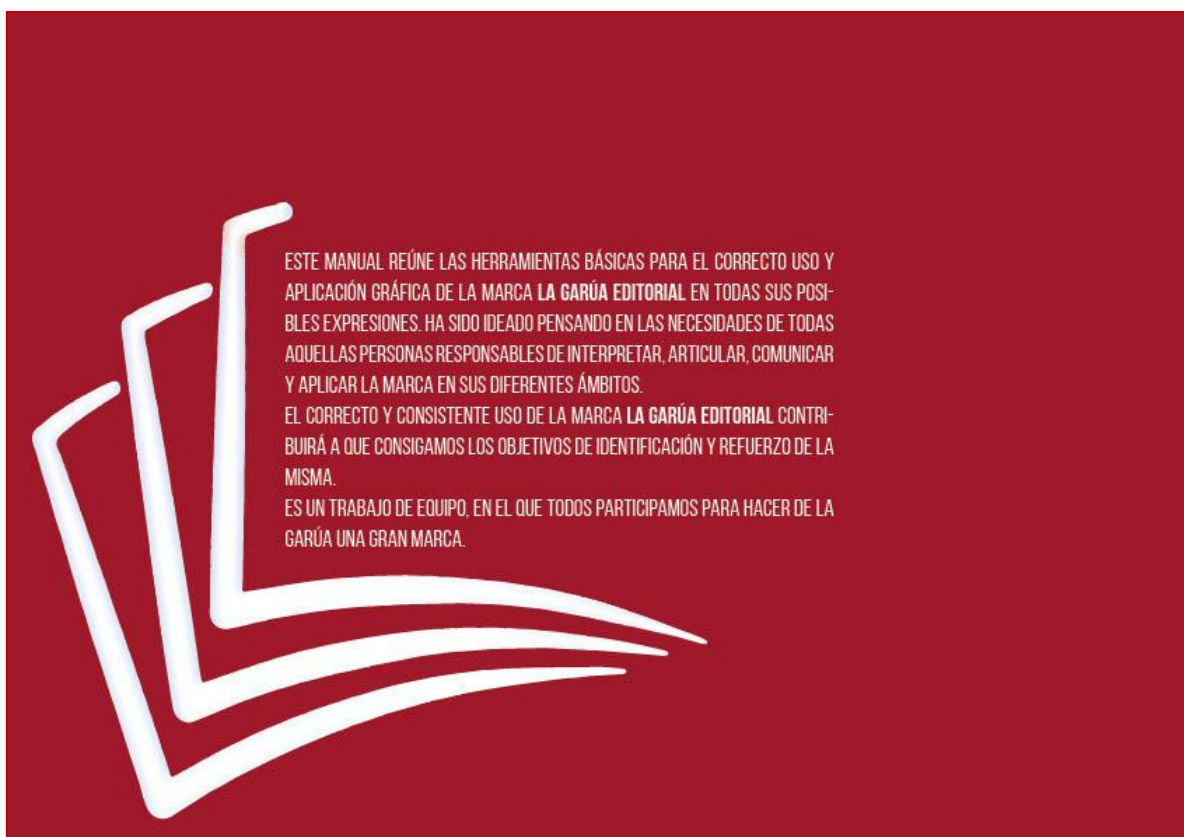 ESTE MANUAL REÚNE LAS HERRAMIENTAS BÁSICAS PARA EL CORRECTO USO Y
APLICACIÓN GRÁFICA DE LA MARCA LA GARÚA EDITORIAL EN TODAS SUS POSI-
BLES EXPRESIONES. HA SIDO IDEADO PENSANDO EN LAS NECESIDADES DE TODAS
AQUELLAS PERSONAS RESPONSABLES DE INTERPRETAR, ARTICULAR, COMUNICAR
Y APLICAR LA MARCA EN SUS DIFERENTES ÁMBITOS.
EL CORRECTO Y CONSISTENTE USO DE LA MARCA LA GARÚA EDITORIAL CONTRI-
BUIRÁ A QUE CONSIGAMOS LOS OBJETIVOS DE IDENTIFICACIÓN Y REFUERZO DE LA
MISMA.
ES UN TRABAJO DE EQUIPO, EN EL QUE TODOS PARTICIPAMOS PARA HACER DE LA
GARÚA UNA GRAN MARCA.